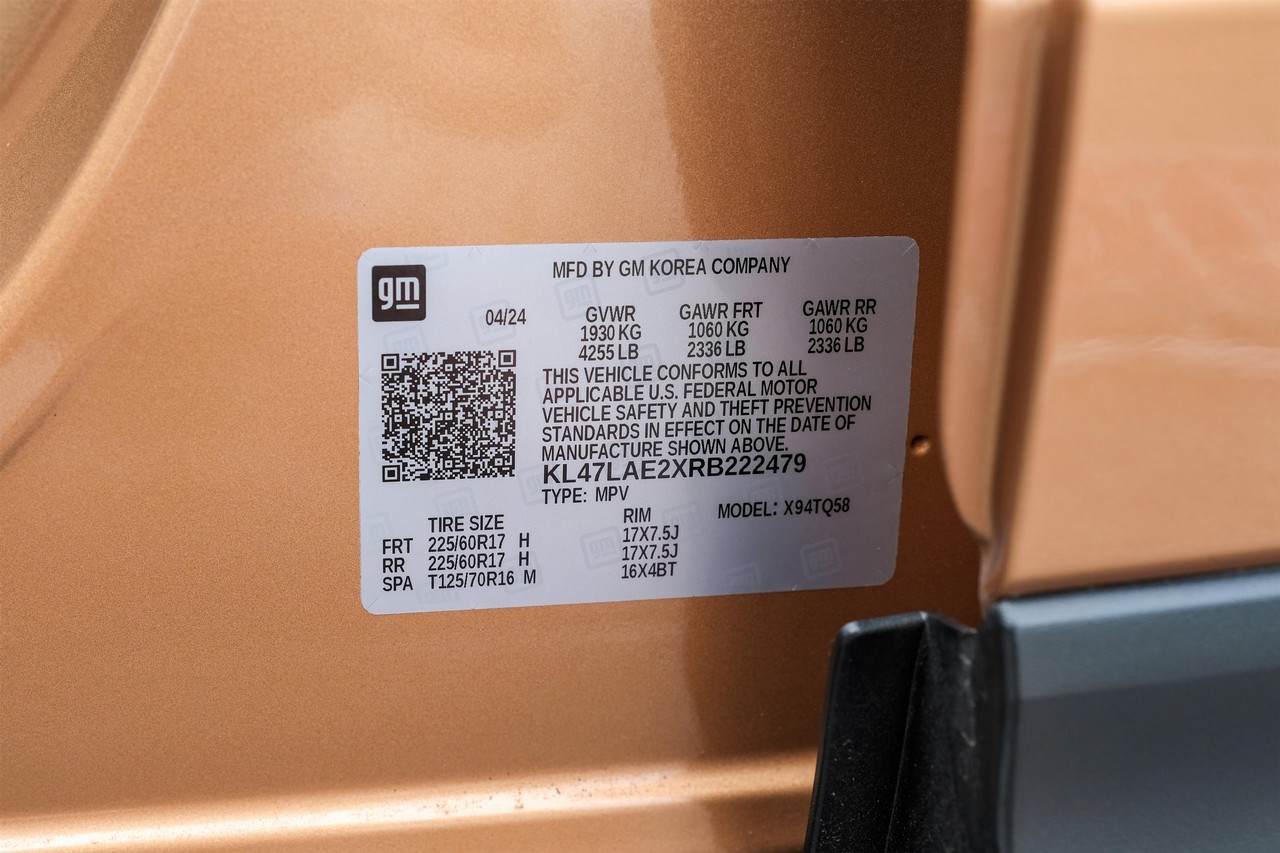 gm
MFD BY GM KOREA COMPANY
04/24
GVWR GAWR FRT GAWR RR
1930 KG 1060 KG 1060 KG
4255 LB 2336 LB 2336 LB
THIS VEHICLE CONFORMS TO ALL
APPLICABLE U.S. FEDERAL MOTOR
VEHICLE SAFETY AND THEFT PREVENTION
STANDARDS IN EFFECT ON THE DATE OF
MANUFACTURE SHOWN ABOVE.
KL47LAE2XRB222479
TYPE: MPV
MODEL: X94TQ58
TIRE SIZE RIM
FRT 225/60R17 H 17X7.5J
RR 225/60R17 H 17X7.5J
SPA T125/70R16 M 16X4BT